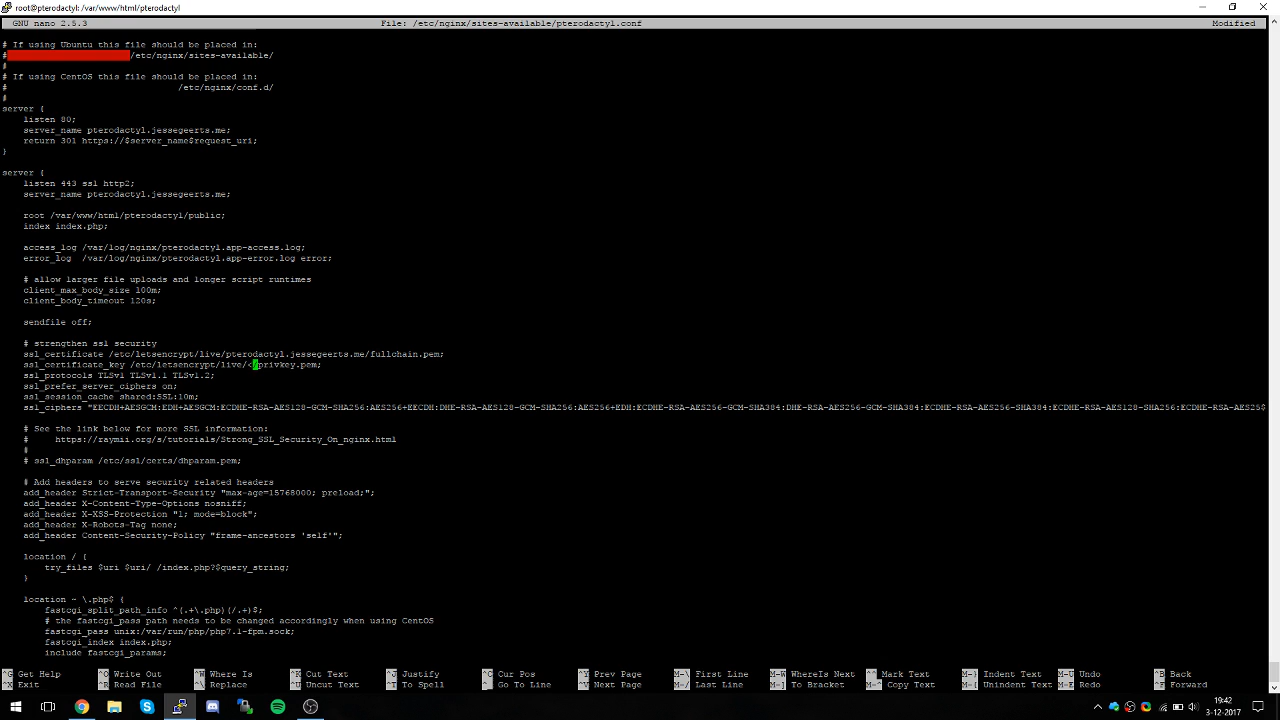 root@pterodactyl: /var/www/html/pterodactyl
GNU nano 2.5.3 File: /etc/nginx/sites-available/pterodactyl.conf Modified
# If using Ubuntu this file should be placed in:
# /etc/nginx/sites-available/
#
# If using CentOS this file should be placed in:
# /etc/nginx/conf.d/
#
server {
listen 80;
server_name pterodactyl.jessegeerts.me;
return 301 https://$server_name$request_uri;
}
server {
listen 443 ssl http2;
server_name pterodactyl.jessegeerts.me;
root /var/www/html/pterodactyl/public;
index index.php;
access_log /var/log/nginx/pterodactyl.app-access.log;
error_log /var/log/nginx/pterodactyl.app-error.log error;
# allow larger file uploads and longer script runtimes
client_max_body_size 100m;
client_body_timeout 120s;
sendfile off;
# strengthen ssl security
ssl_certificate /etc/letsencrypt/live/pterodactyl.jessegeerts.me/fullchain.pem;
ssl_certificate_key /etc/letsencrypt/live/</privkey.pem;
ssl_protocols TLSv1 TLSv1.1 TLSv1.2;
ssl_prefer_server_ciphers on;
ssl_session_cache shared:SSL:10m;
ssl_ciphers "EECDH+AESGCM:EDH+AESGCM:ECDHE-RSA-AES128-GCM-SHA256:AES256+EECDH:DHE-RSA-AES128-GCM-SHA256:AES256+EDH:ECDHE-RSA-AES256-GCM-SHA384:DHE-RSA-AES256-GCM-SHA384:ECDHE-RSA-AES256-SHA384:ECDHE-RSA-AES128-SHA256:ECDHE-RSA-AES25$
# See the link below for more SSL information:
# https://raymii.org/s/tutorials/Strong_SSL_Security_On_nginx.html
#
# ssl_dhparam /etc/ssl/certs/dhparam.pem;
# Add headers to serve security related headers
add_header Strict-Transport-Security "max-age=15768000; preload;";
add_header X-Content-Type-Options nosniff;
add_header X-XSS-Protection "1; mode=block";
add_header X-Robots-Tag none;
add_header Content-Security-Policy "frame-ancestors 'self'";
location / {
try_files $uri $uri/ /index.php?$query_string;
}
location ~ \.php$ {
fastcgi_split_path_info ^(.+\.php)(/.+)$;
# the fastcgi_pass path needs to be changed accordingly when using CentOS
fastcgi_pass unix:/var/run/php/php7.1-fpm.sock;
fastcgi_index index.php;
include fastcgi_params;
^G Get Help ^O Write Out ^W Where Is ^K Cut Text ^J Justify ^C Cur Pos ^Y Prev Page M-\ First Line M-W WhereIs Next ^^ Mark Text M-} Indent Text M-U Undo ^B Back
^X Exit ^R Read File ^\ Replace ^U Uncut Text ^T To Spell ^_ Go To Line ^V Next Page M-/ Last Line M-] To Bracket M-^ Copy Text M-{ Unindent Text M-E Redo ^F Forward
19:42
3-12-2017